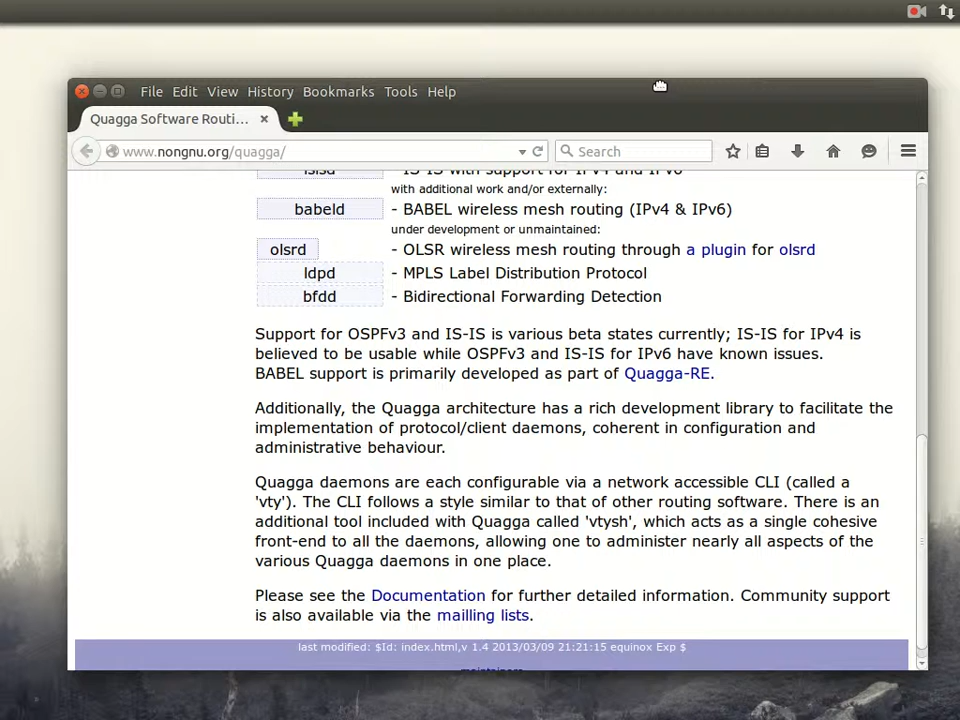 File Edit View History Bookmarks Tools Help
Quagga Software Routi...
www.nongnu.org/quagga/
Search
isisd - IS-IS with support for IPv4 and IPv6
with additional work and/or externally:
babeld - BABEL wireless mesh routing (IPv4 & IPv6)
under development or unmaintained:
olsrd - OLSR wireless mesh routing through a plugin for olsrd
ldpd - MPLS Label Distribution Protocol
bfdd - Bidirectional Forwarding Detection
Support for OSPFv3 and IS-IS is various beta states currently; IS-IS for IPv4 is
believed to be usable while OSPFv3 and IS-IS for IPv6 have known issues.
BABEL support is primarily developed as part of Quagga-RE.
Additionally, the Quagga architecture has a rich development library to facilitate the
implementation of protocol/client daemons, coherent in configuration and
administrative behaviour.
Quagga daemons are each configurable via a network accessible CLI (called a
'vty'). The CLI follows a style similar to that of other routing software. There is an
additional tool included with Quagga called 'vtysh', which acts as a single cohesive
front-end to all the daemons, allowing one to administer nearly all aspects of the
various Quagga daemons in one place.
Please see the Documentation for further detailed information. Community support
is also available via the mailling lists.
last modified: $Id: index.html,v 1.4 2013/03/09 21:21:15 equinox Exp $